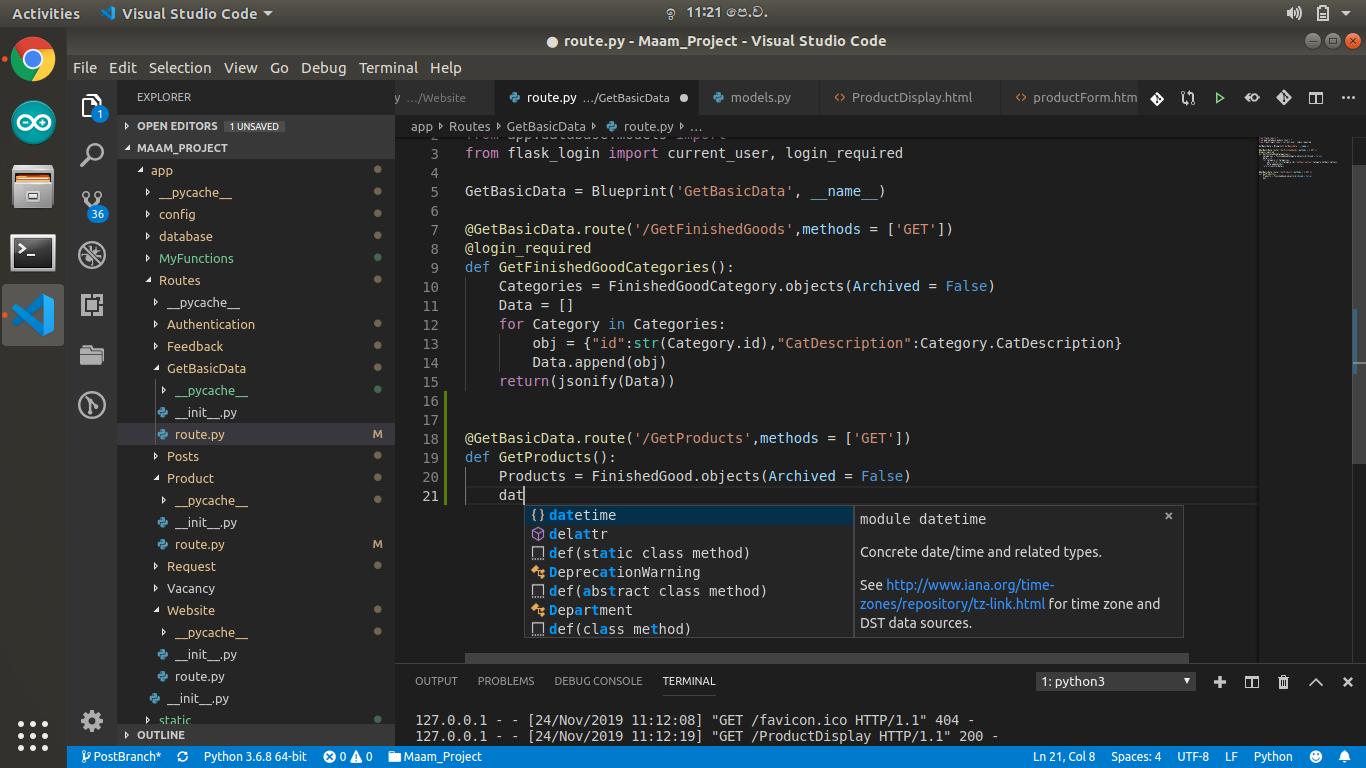 Activities
Visual Studio Code
ඉ 11:21 පෙ.ව.
● route.py - Maam_Project - Visual Studio Code
File Edit Selection View Go Debug Terminal Help
1
36
EXPLORER
OPEN EDITORS 1 UNSAVED
MAAM_PROJECT
app
__pycache__
config
database
MyFunctions
Routes
__pycache__
Authentication
Feedback
GetBasicData
__pycache__
__init__.py
route.py M
Posts
Product
__pycache__
__init__.py
route.py M
Request
Vacancy
Website
__pycache__
__init__.py
route.py
__init__.py
static
OUTLINE
y .../Website
route.py .../GetBasicData ●
models.py
ProductDisplay.html
productForm.htm
app Routes GetBasicData route.py ...
2 from app.database.models import *
3 from flask_login import current_user, login_required
4
5 GetBasicData = Blueprint('GetBasicData', __name__)
6
7 @GetBasicData.route('/GetFinishedGoods',methods = ['GET'])
8 @login_required
9 def GetFinishedGoodCategories():
10 Categories = FinishedGoodCategory.objects(Archived = False)
11 Data = []
12 for Category in Categories:
13 obj = {"id":str(Category.id),"CatDescription":Category.CatDescription}
14 Data.append(obj)
15 return(jsonify(Data))
16
17
18 @GetBasicData.route('/GetProducts',methods = ['GET'])
19 def GetProducts():
20 Products = FinishedGood.objects(Archived = False)
21 dat
{} datetime
delattr
def(static class method)
DeprecationWarning
def(abstract class method)
Department
def(class method)
module datetime
Concrete date/time and related types.
See http://www.iana.org/time-
zones/repository/tz-link.html for time zone and
DST data sources.
OUTPUT PROBLEMS DEBUG CONSOLE TERMINAL
1: python3
127.0.0.1 - - [24/Nov/2019 11:12:08] "GET /favicon.ico HTTP/1.1" 404 -
127.0.0.1 - - [24/Nov/2019 11:12:19] "GET /ProductDisplay HTTP/1.1" 200 -
PostBranch* Python 3.6.8 64-bit 0 0 Maam_Project
Ln 21, Col 8 Spaces: 4 UTF-8 LF Python